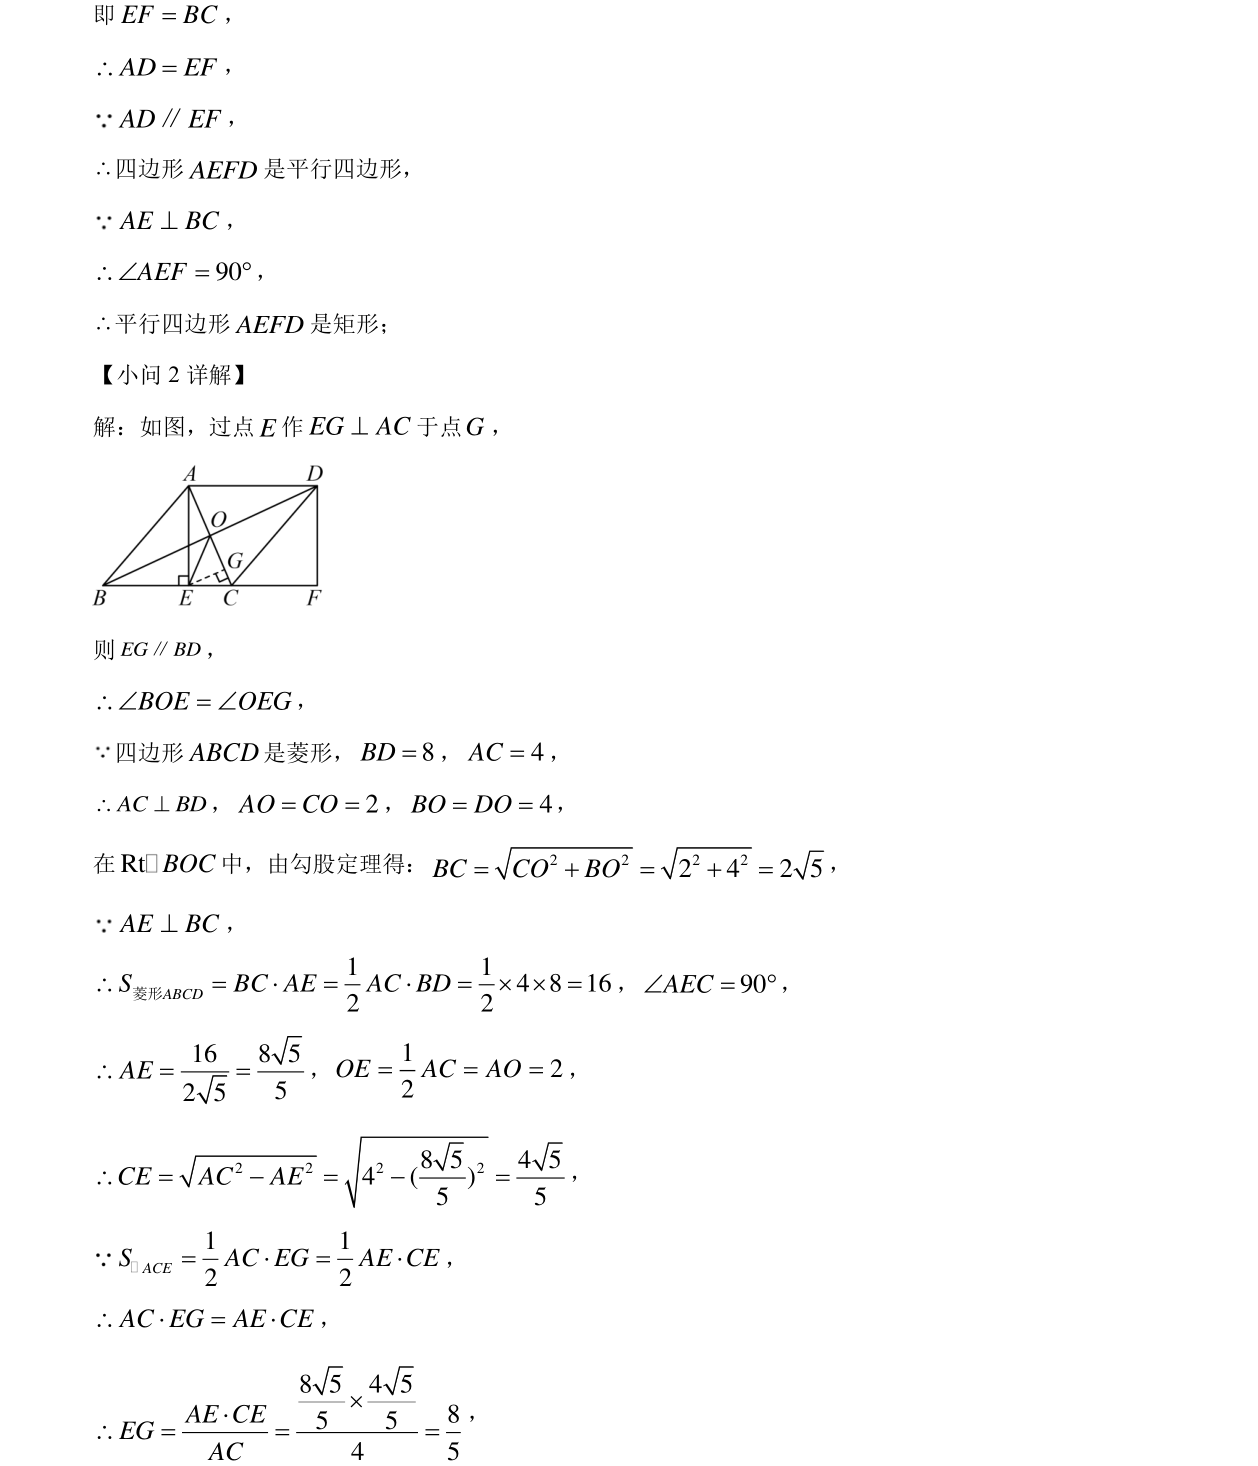 即 EF = BC，
∴ AD = EF，
∵ AD // EF，
∴四边形 AEFD 是平行四边形，
∵ AE ⊥ BC，
∴ ∠AEF = 90°，
∴平行四边形 AEFD 是矩形；
【小问 2 详解】
解：如图，过点 E 作 EG ⊥ AC 于点 G，
A D
O
G
B E C F
则 EG // BD，
∴ ∠BOE = ∠OEG，
∵四边形 ABCD 是菱形， BD = 8， AC = 4，
∴ AC ⊥ BD， AO = CO = 2， BO = DO = 4，
在 Rt□ BOC 中，由勾股定理得： BC = √(CO² + BO²) = √(2² + 4²) = 2√5，
∵ AE ⊥ BC，
∴ S菱形ABCD = BC · AE = 1/2 AC · BD = 1/2 × 4 × 8 = 16， ∠AEC = 90°，
∴ AE = 16/(2√5) = 8√5/5， OE = 1/2 AC = AO = 2，
∴ CE = √(AC² − AE²) = √(4² − (8√5/5)²) = 4√5/5，
∵ S□ ACE = 1/2 AC · EG = 1/2 AE · CE，
∴ AC · EG = AE · CE，
∴ EG = (AE · CE)/AC = (8√5/5 × 4√5/5)/4 = 8/5，